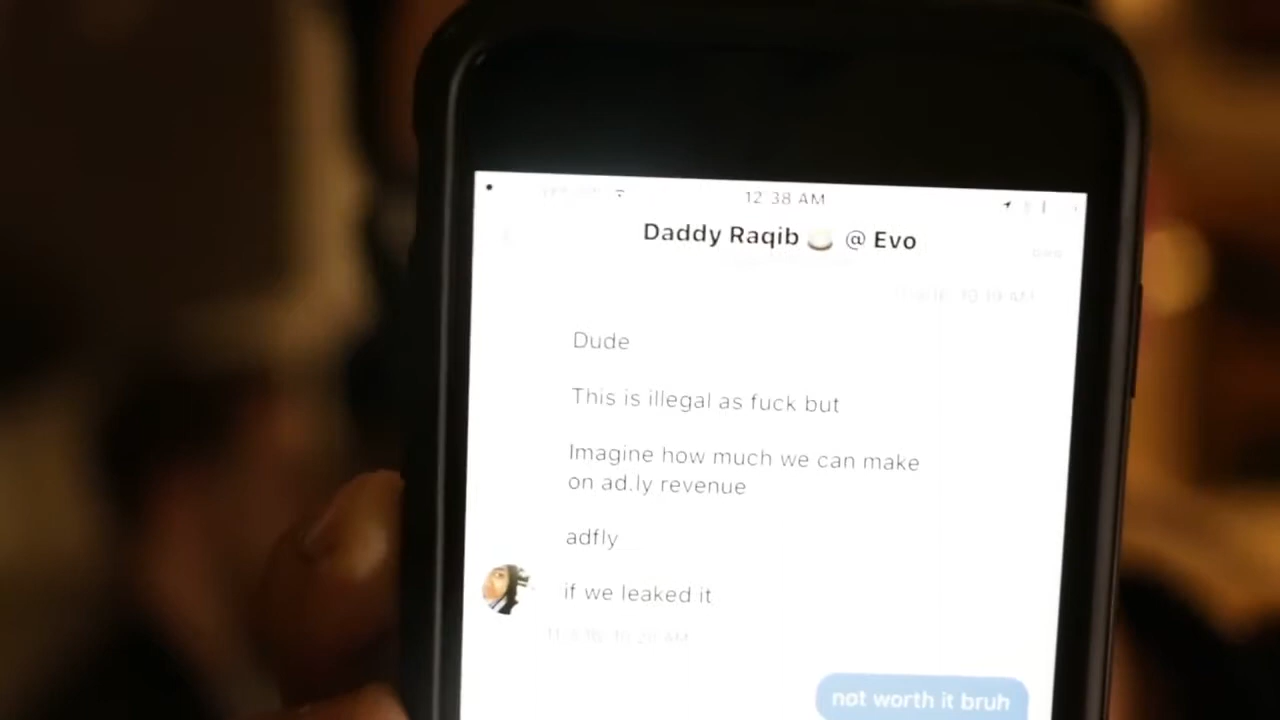 12 38 AM
Daddy Raqib 🍚 @ Evo
Dude
This is illegal as fuck but
Imagine how much we can make
on ad.ly revenue
adfly
if we leaked it
not worth it bruh